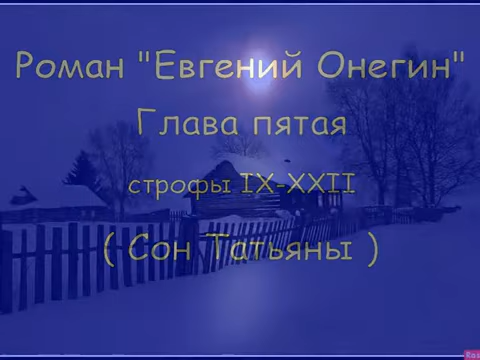 Роман "Евгений Онегин"
Глава пятая
строфы IX-XXII
( Сон Татьяны )